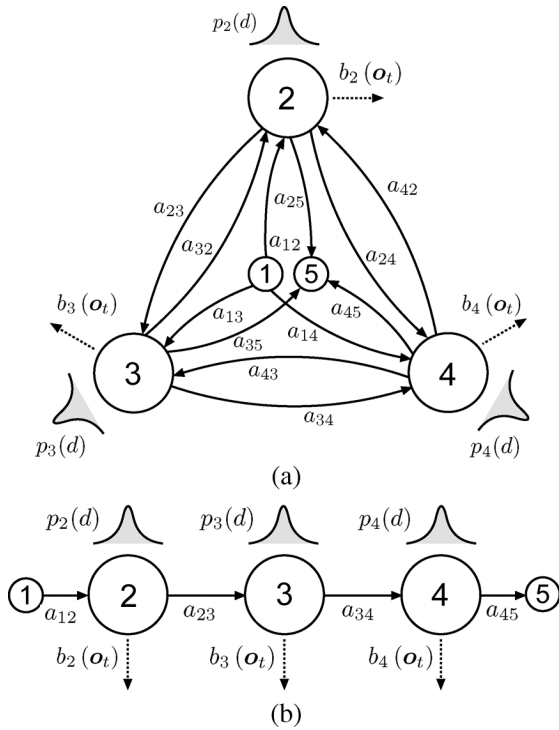 p₂(d)
2
b₂ (oₜ)
a₂₃
a₃₂
a₂₅
a₁₂
a₄₂
a₂₄
1
5
b₃ (oₜ)
b₄ (oₜ)
a₁₃
a₃₅
a₁₄
a₄₅
3
a₄₃
4
a₃₄
p₃(d)
p₄(d)
(a)
p₂(d) p₃(d) p₄(d)
1 2 3 4 5
a₁₂ a₂₃ a₃₄ a₄₅
b₂ (oₜ) b₃ (oₜ) b₄ (oₜ)
(b)